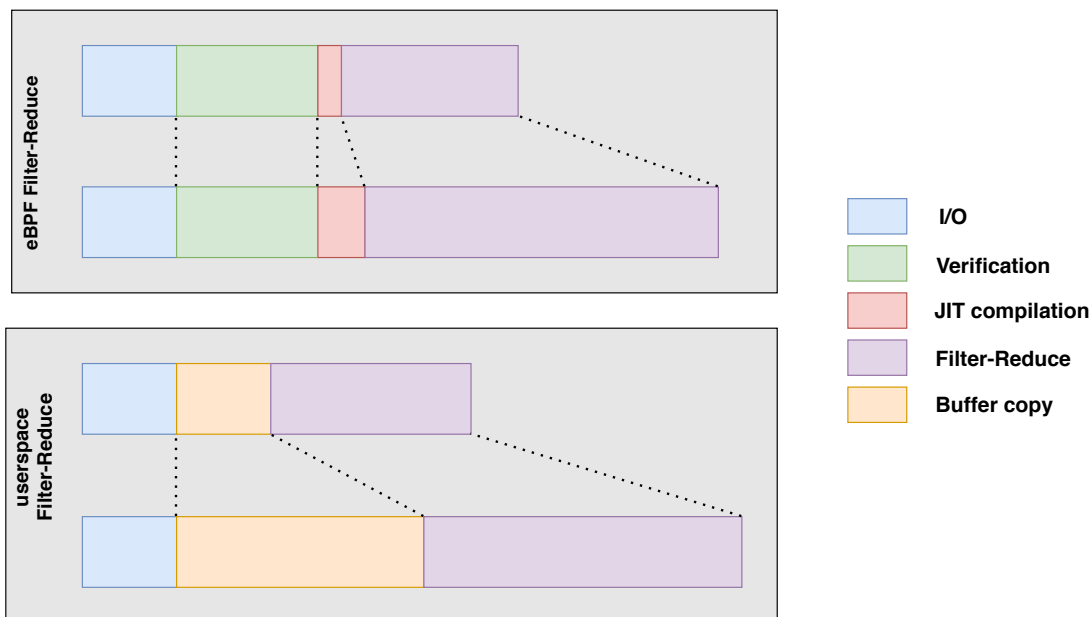 eBPF Filter-Reduce
userspace
Filter-Reduce
I/O
Verification
JIT compilation
Filter-Reduce
Buffer copy